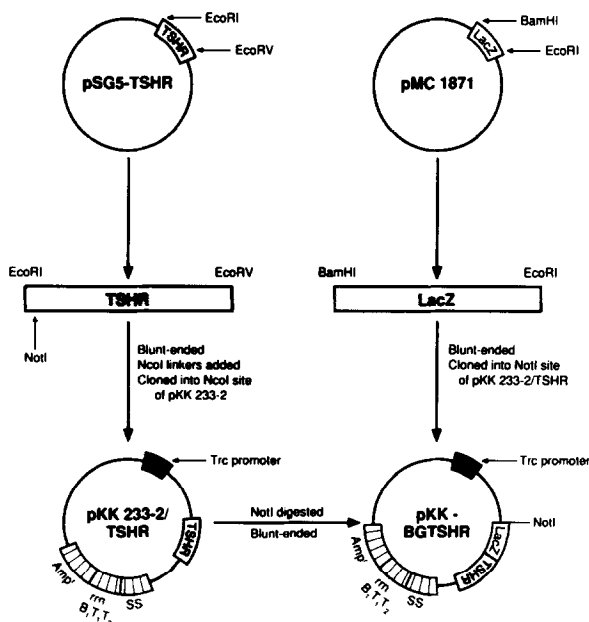 EcoRI
TSHR
EcoRV
pSG5-TSHR
BamHI
LacZ
EcoRI
pMC 1871
EcoRI
EcoRV
TSHR
NotI
BamHI
EcoRI
LacZ
Blunt-ended
NcoI linkers added
Cloned into NcoI site
of pKK 233-2
Blunt-ended
Cloned into NotI site
of pKK 233-2/TSHR
Trc promoter
pKK 233-2/
TSHR
TSHR
Ampʳ
rrn
B₁T₁T₂
SS
NotI digested
Blunt-ended
Trc promoter
pKK -
BGTSHR
NotI
LacZ TSHR
Ampʳ
rrn
B₁T₁T₂
SS